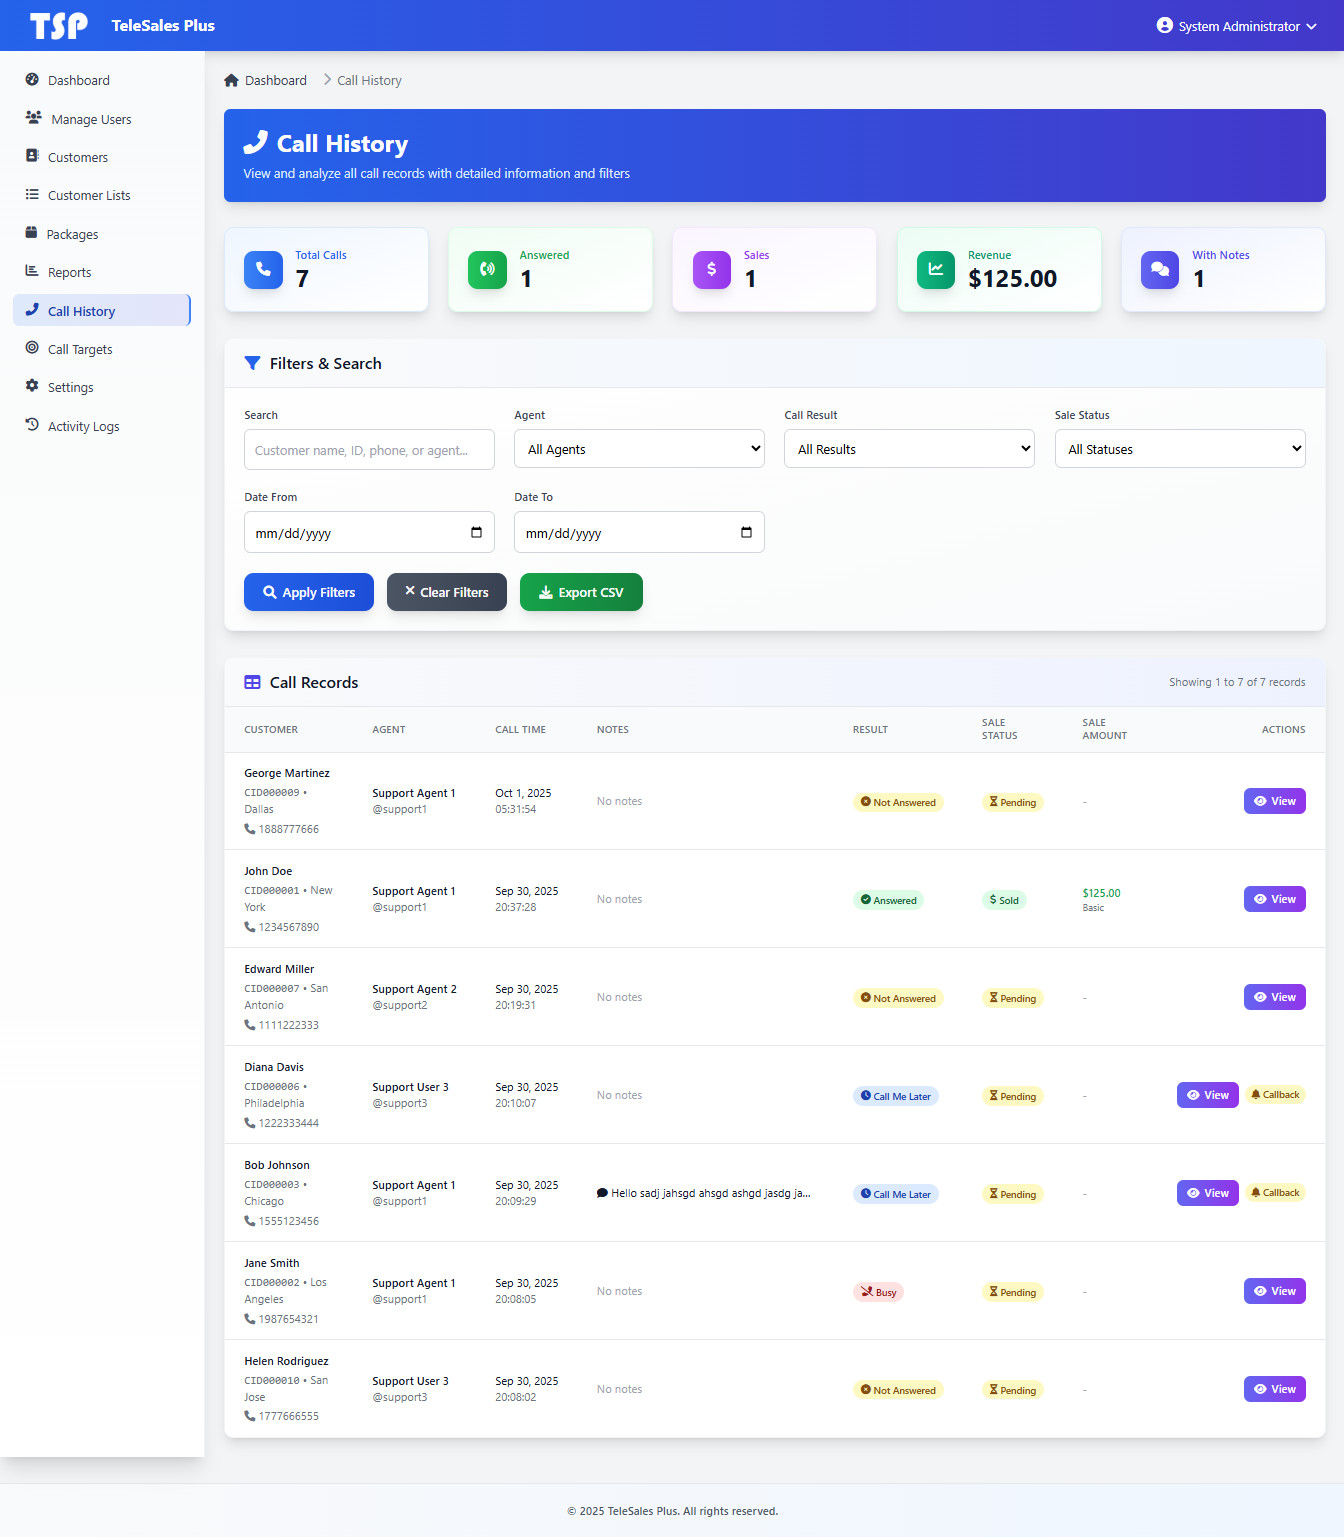 TSP TeleSales Plus System Administrator
Dashboard
Manage Users
Customers
Customer Lists
Packages
Reports
Call History
Call Targets
Settings
Activity Logs
Dashboard Call History
Call History
View and analyze all call records with detailed information and filters
Total Calls
7
Answered
1
Sales
1
Revenue
$125.00
With Notes
1
Filters & Search
Search Agent Call Result Sale Status
Customer name, ID, phone, or agent... All Agents All Results All Statuses
Date From Date To
mm/dd/yyyy mm/dd/yyyy
Apply Filters Clear Filters Export CSV
Call Records Showing 1 to 7 of 7 records
CUSTOMER AGENT CALL TIME NOTES RESULT SALE STATUS SALE AMOUNT ACTIONS
George Martinez
CID000009 •
Dallas
1888777666
Support Agent 1
@support1
Oct 1, 2025
05:31:54
No notes
Not Answered
Pending
-
View
John Doe
CID000001 • New
York
1234567890
Support Agent 1
@support1
Sep 30, 2025
20:37:28
No notes
Answered
Sold
$125.00
Basic
View
Edward Miller
CID000007 • San
Antonio
1111222333
Support Agent 2
@support2
Sep 30, 2025
20:19:31
No notes
Not Answered
Pending
-
View
Diana Davis
CID000006 •
Philadelphia
1222333444
Support User 3
@support3
Sep 30, 2025
20:10:07
No notes
Call Me Later
Pending
-
View
Callback
Bob Johnson
CID000003 •
Chicago
1555123456
Support Agent 1
@support1
Sep 30, 2025
20:09:29
Hello sadj jahsgd ahsgd ashgd jasdg ja...
Call Me Later
Pending
-
View
Callback
Jane Smith
CID000002 • Los
Angeles
1987654321
Support Agent 1
@support1
Sep 30, 2025
20:08:05
No notes
Busy
Pending
-
View
Helen Rodriguez
CID000010 • San
Jose
1777666555
Support User 3
@support3
Sep 30, 2025
20:08:02
No notes
Not Answered
Pending
-
View
© 2025 TeleSales Plus. All rights reserved.